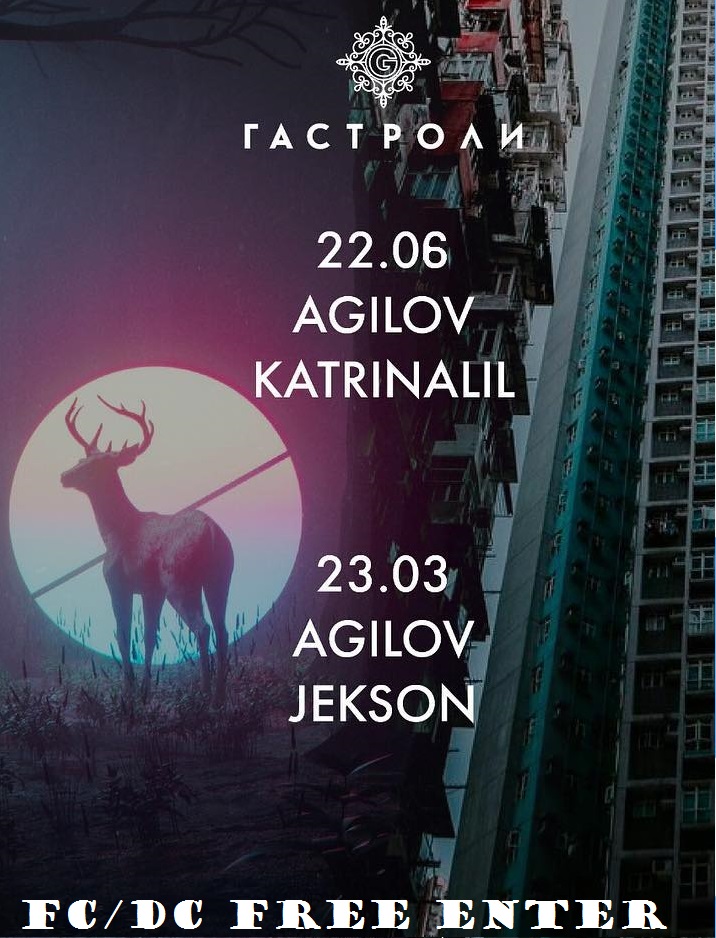 G
ГАСТРОЛИ
22.06
AGILOV
KATRINALIL
23.03
AGILOV
JEKSON
FC/DC FREE ENTER